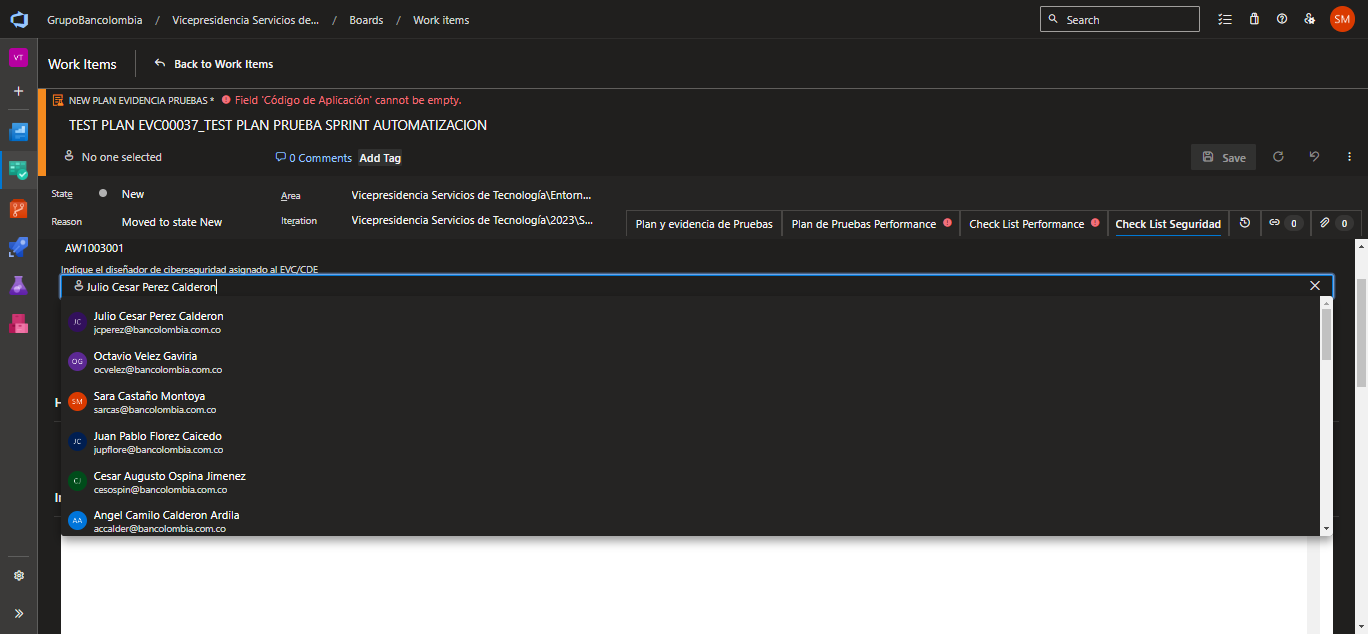 GrupoBancolombia / Vicepresidencia Servicios de... / Boards / Work items
Search
SM
VT
Work Items
Back to Work Items
NEW PLAN EVIDENCIA PRUEBAS * Field 'Código de Aplicación' cannot be empty.
TEST PLAN EVC00037_TEST PLAN PRUEBA SPRINT AUTOMATIZACION
No one selected
0 Comments
Add Tag
Save
State
New
Area
Vicepresidencia Servicios de Tecnología\Entorn...
Reason
Moved to state New
Iteration
Vicepresidencia Servicios de Tecnología\2023\S...
Plan y evidencia de Pruebas
Plan de Pruebas Performance
Check List Performance
Check List Seguridad
0
0
AW1003001
Indique el diseñador de ciberseguridad asignado al EVC/CDE
Julio Cesar Perez Calderon
JC
Julio Cesar Perez Calderon
jcperez@bancolombia.com.co
OG
Octavio Velez Gaviria
ocvelez@bancolombia.com.co
SM
Sara Castaño Montoya
sarcas@bancolombia.com.co
JC
Juan Pablo Florez Caicedo
jupflore@bancolombia.com.co
CJ
Cesar Augusto Ospina Jimenez
cesospin@bancolombia.com.co
AA
Angel Camilo Calderon Ardila
accalder@bancolombia.com.co